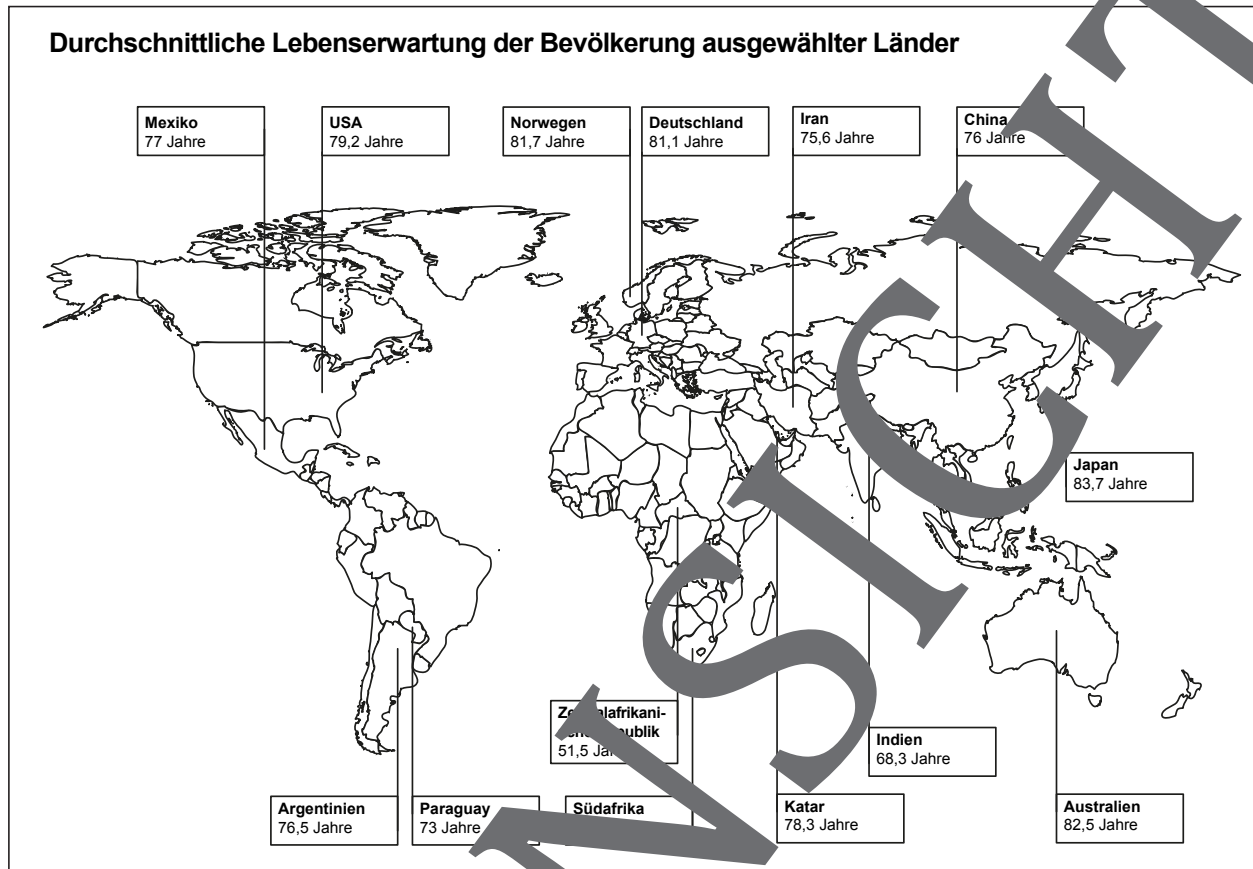 Durchschnittliche Lebenserwartung der Bevölkerung ausgewählter Länder
Mexiko
77 Jahre
USA
79,2 Jahre
Norwegen
81,7 Jahre
Deutschland
81,1 Jahre
Iran
75,6 Jahre
China
76 Jahre
Japan
83,7 Jahre
51,5
Indien
68,3 Jahre
Argentinien
76,5 Jahre
Paraguay
73 Jahre
Südafrika
Katar
78,3 Jahre
Australien
82,5 Jahre